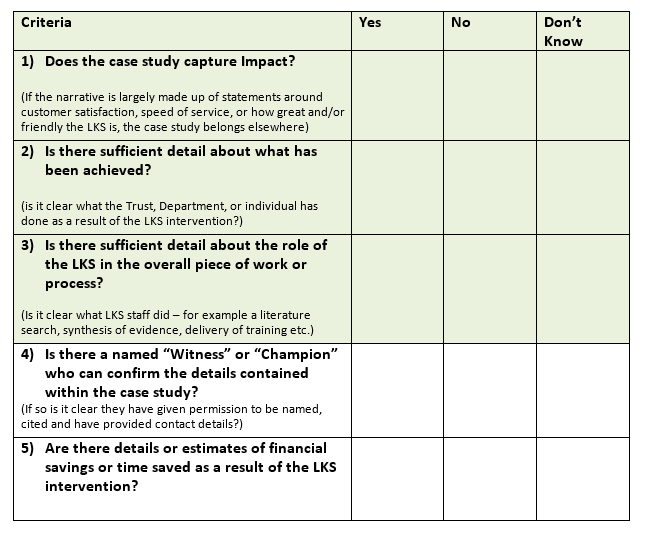 Criteria Yes No Don’t
Know
1) Does the case study capture Impact?
(If the narrative is largely made up of statements around
customer satisfaction, speed of service, or how great and/or
friendly the LKS is, the case study belongs elsewhere)
2) Is there sufficient detail about what has
been achieved?
(is it clear what the Trust, Department, or individual has
done as a result of the LKS intervention?)
3) Is there sufficient detail about the role of
the LKS in the overall piece of work or
process?
(Is it clear what LKS staff did – for example a literature
search, synthesis of evidence, delivery of training etc.)
4) Is there a named “Witness” or “Champion”
who can confirm the details contained
within the case study?
(If so is it clear they have given permission to be named,
cited and have provided contact details?)
5) Are there details or estimates of financial
savings or time saved as a result of the LKS
intervention?